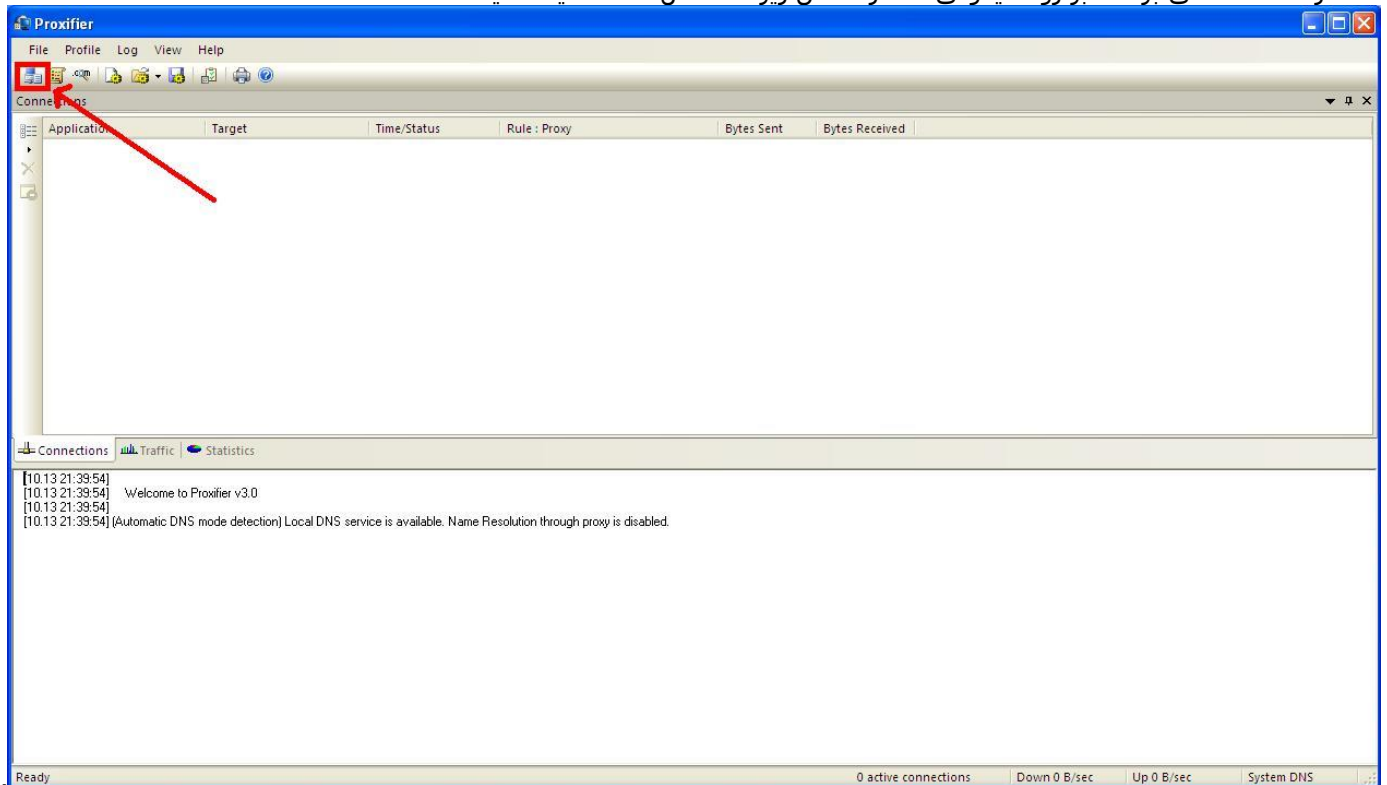 Proxifier
File Profile Log View Help
.com
Connections
Application Target Time/Status Rule : Proxy Bytes Sent Bytes Received
Connections Traffic Statistics
[10.13 21:39:54]
[10.13 21:39:54] Welcome to Proxifier v3.0
[10.13 21:39:54]
[10.13 21:39:54] (Automatic DNS mode detection) Local DNS service is available. Name Resolution through proxy is disabled.
Ready 0 active connections Down 0 B/sec Up 0 B/sec System DNS